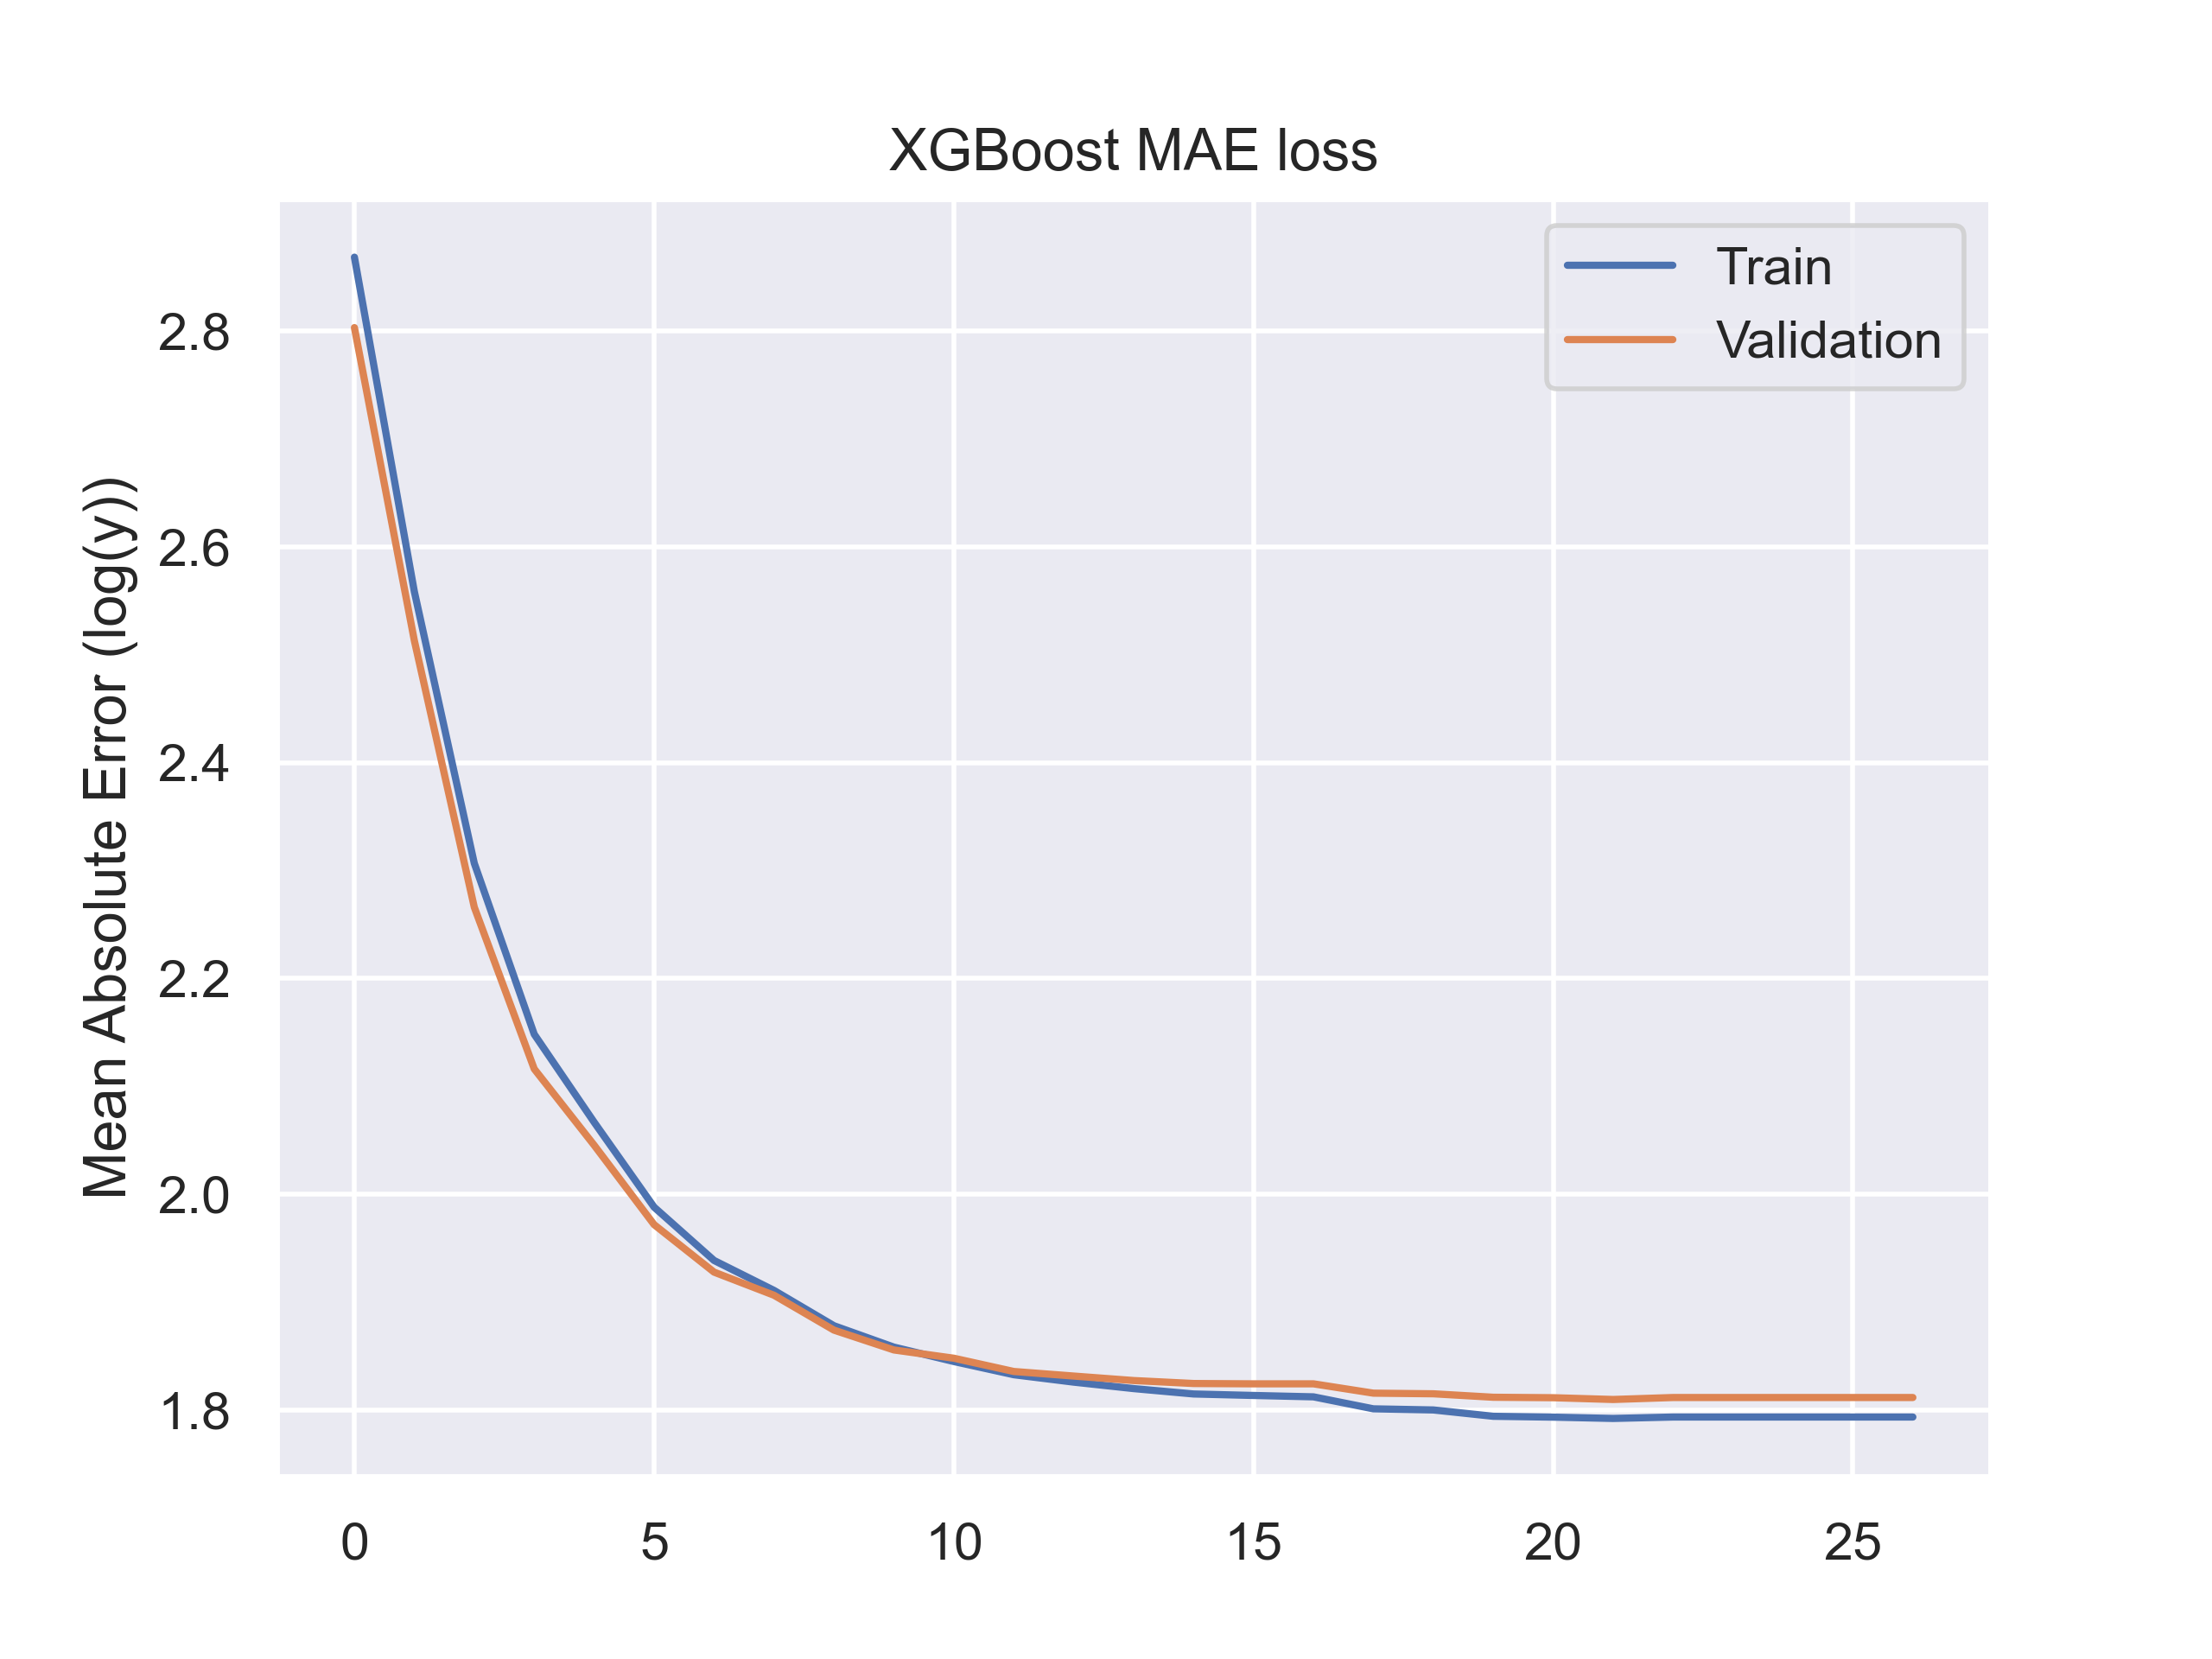 XGBoost MAE loss
Train
Validation
Mean Absolute Error (log(y))
2.8
2.6
2.4
2.2
2.0
1.8
0 5 10 15 20 25